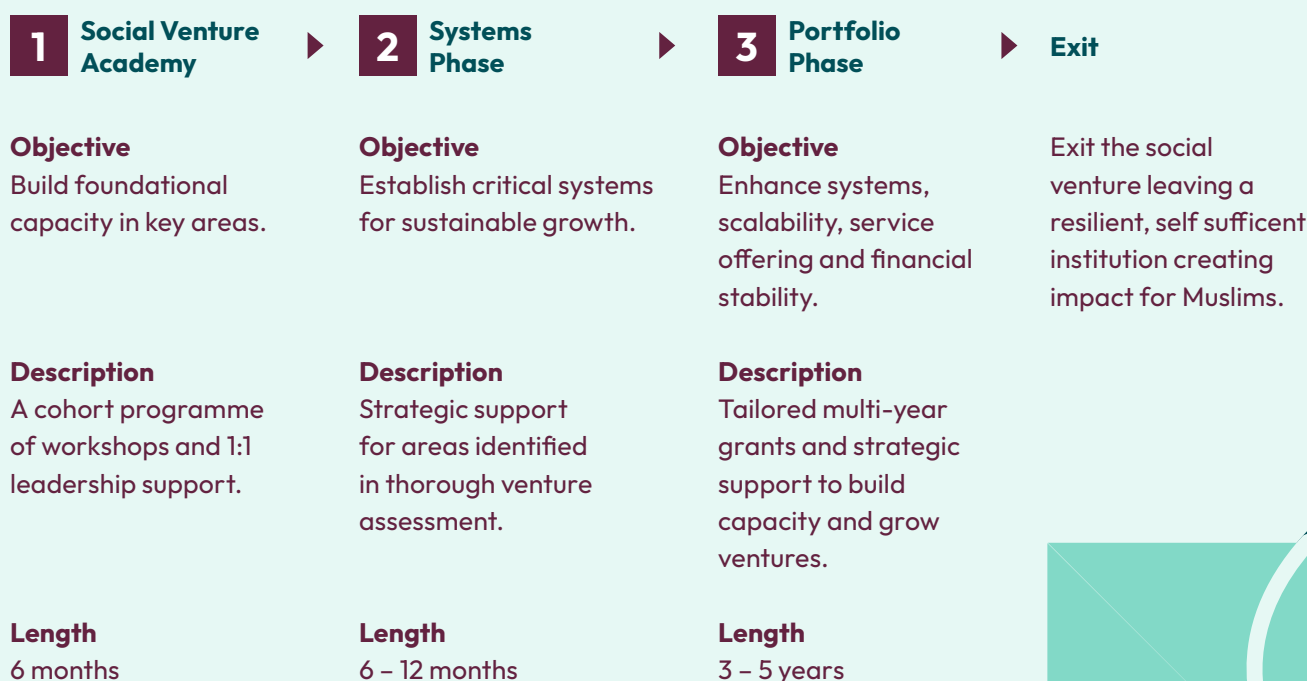 1
Social Venture
Academy
Objective
Build foundational
capacity in key areas.
Description
A cohort programme
of workshops and 1:1
leadership support.
Length
6 months
2
Systems
Phase
Objective
Establish critical systems
for sustainable growth.
Description
Strategic support
for areas identified
in thorough venture
assessment.
Length
6 – 12 months
3
Portfolio
Phase
Objective
Enhance systems,
scalability, service
offering and financial
stability.
Description
Tailored multi-year
grants and strategic
support to build
capacity and grow
ventures.
Length
3 – 5 years
Exit
Exit the social
venture leaving a
resilient, self sufficent
institution creating
impact for Muslims.